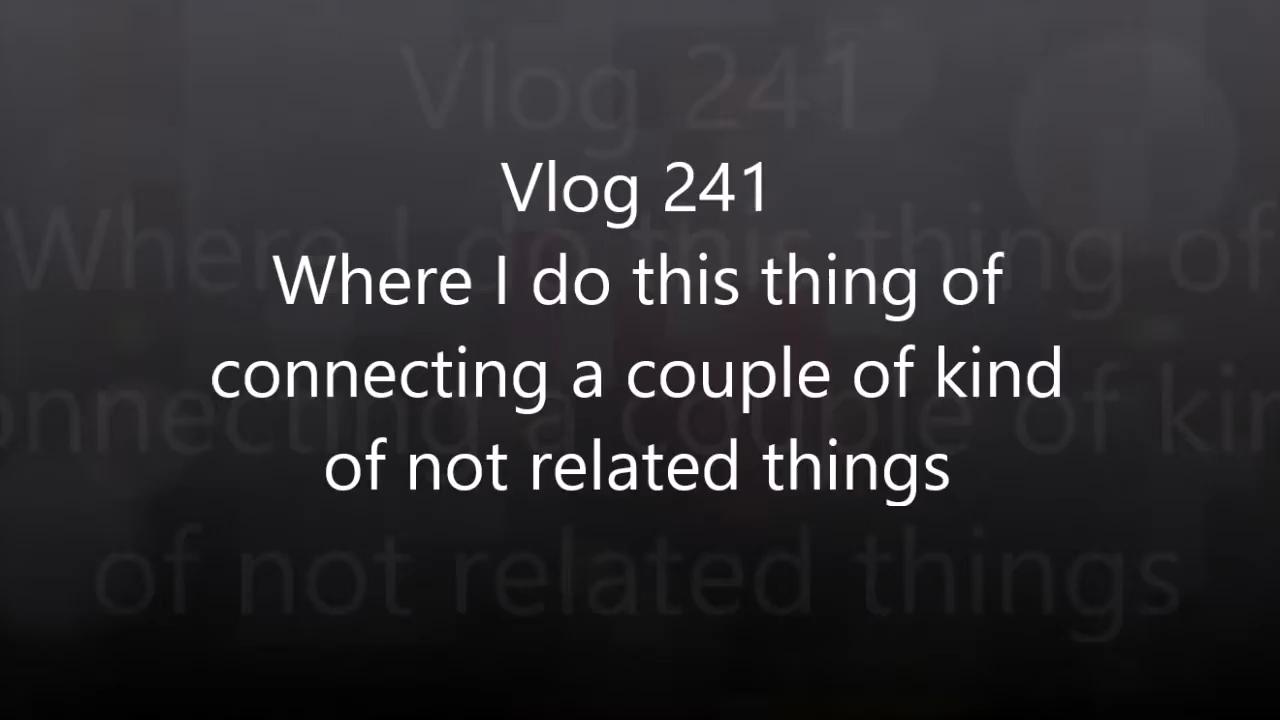 Vlog 241
Where I do this thing of
connecting a couple of kind
of not related things